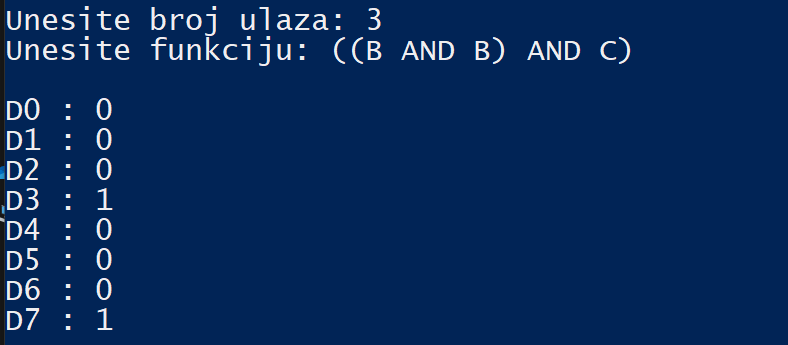 Unesite broj ulaza: 3
Unesite funkciju: ((B AND B) AND C)
D0 : 0
D1 : 0
D2 : 0
D3 : 1
D4 : 0
D5 : 0
D6 : 0
D7 : 1